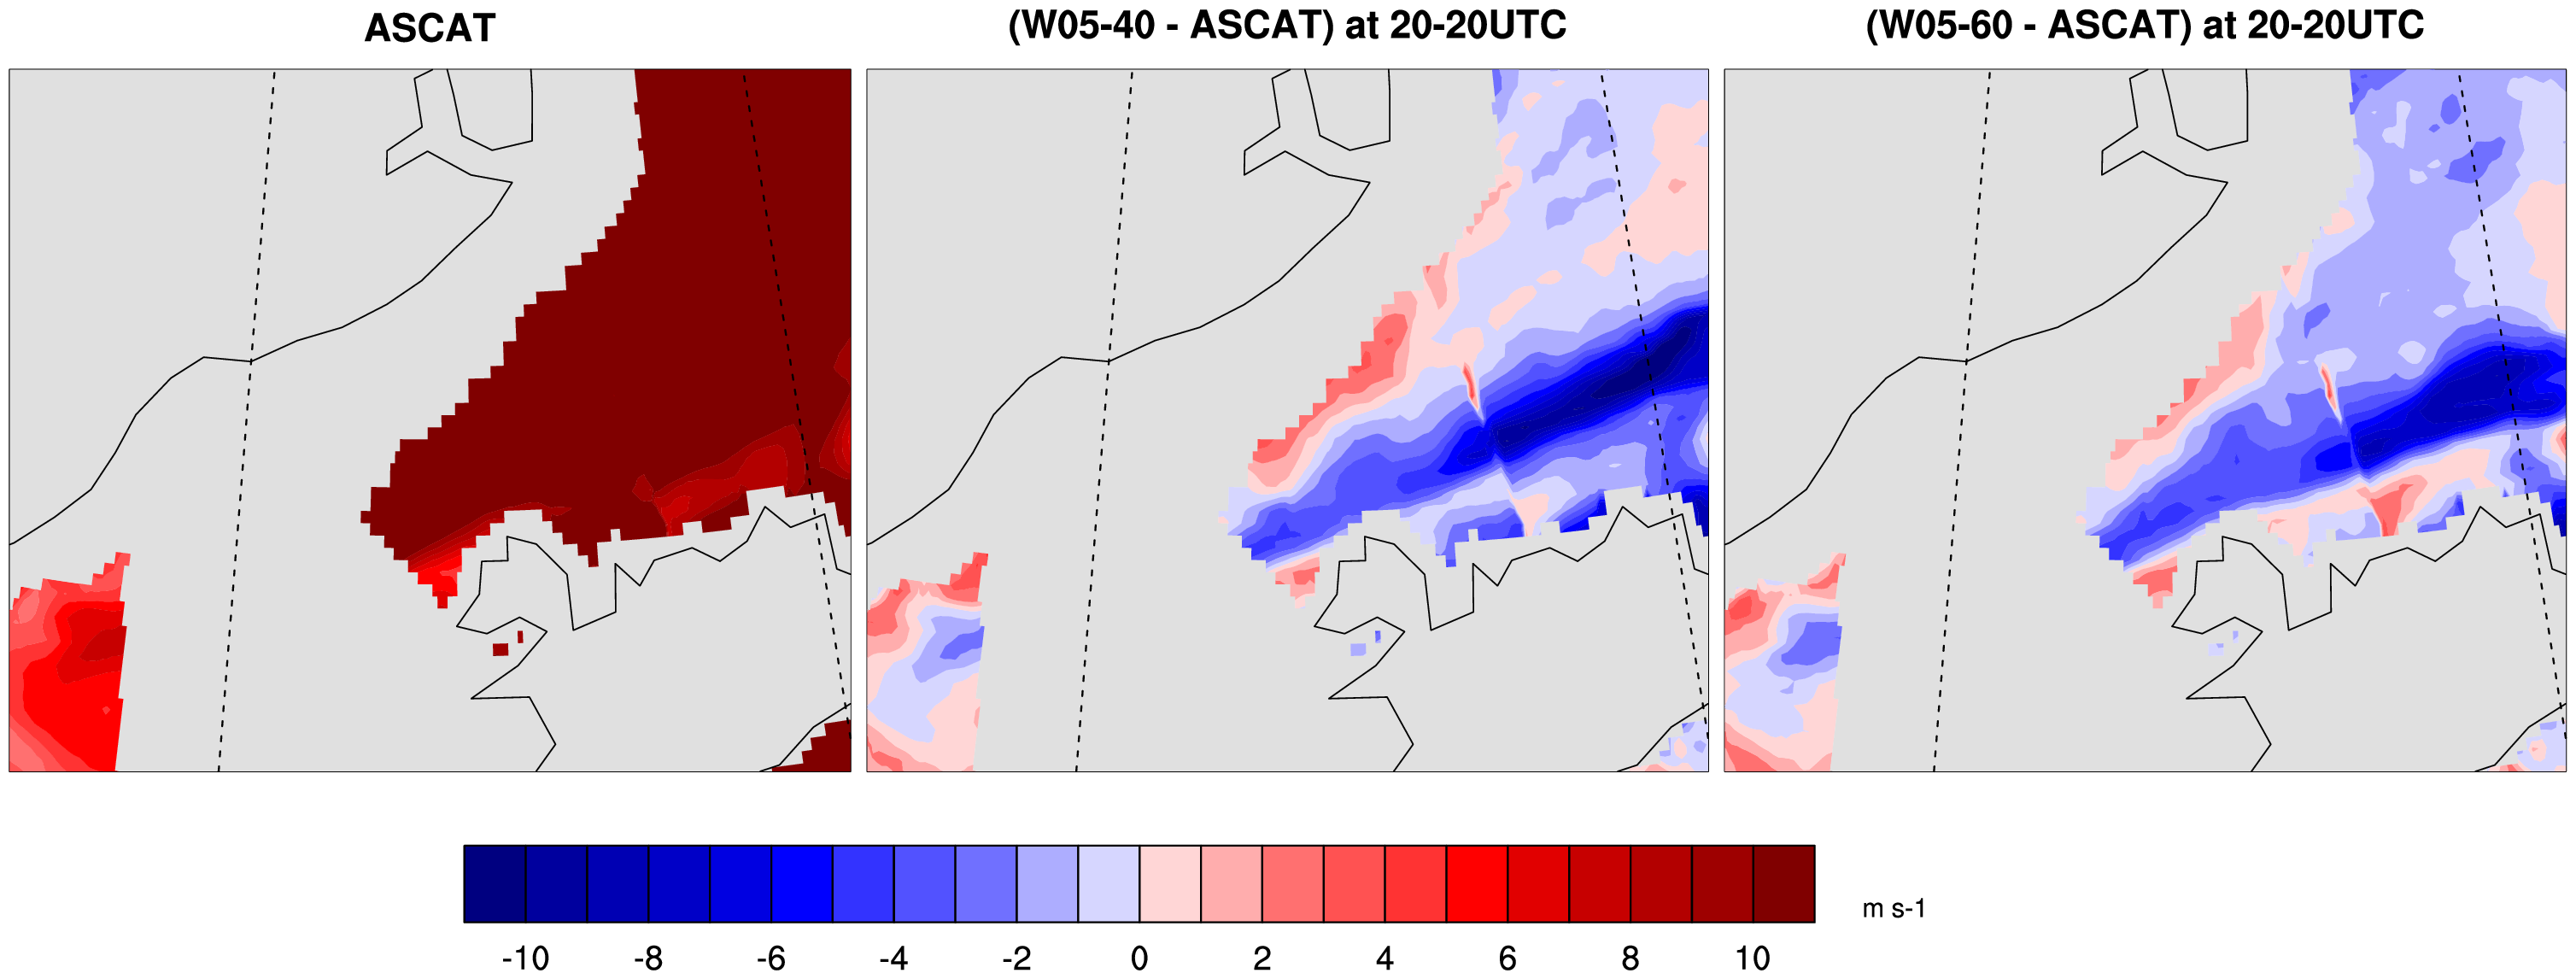 ASCAT
(W05-40 - ASCAT) at 20-20UTC
(W05-60 - ASCAT) at 20-20UTC
m s-1
-10 -8 -6 -4 -2 0 2 4 6 8 10